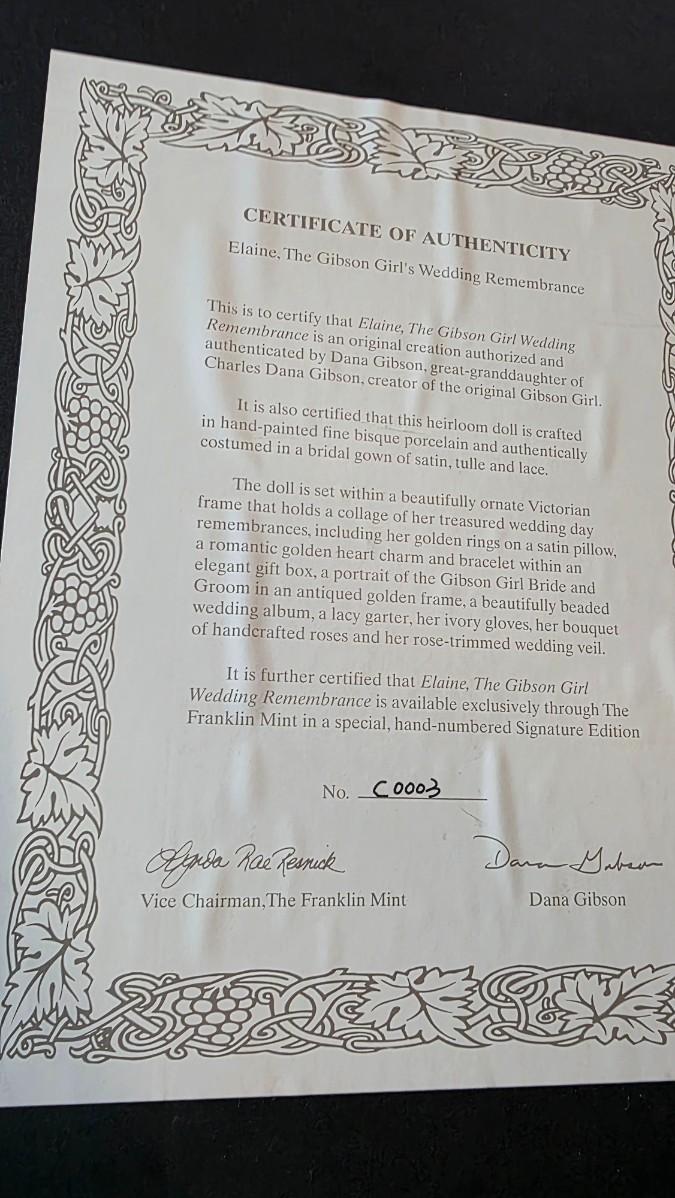 CERTIFICATE OF AUTHENTICITY
Elaine, The Gibson Girl's Wedding Remembrance
This is to certify that Elaine, The Gibson Girl Wedding
Remembrance is an original creation authorized and
authenticated by Dana Gibson, great-granddaughter of
Charles Dana Gibson, creator of the original Gibson Girl.
It is also certified that this heirloom doll is crafted
in hand-painted fine bisque porcelain and authentically
costumed in a bridal gown of satin, tulle and lace.
The doll is set within a beautifully ornate Victorian
frame that holds a collage of her treasured wedding day
remembrances, including her golden rings on a satin pillow,
a romantic golden heart charm and bracelet within an
elegant gift box, a portrait of the Gibson Girl Bride and
Groom in an antiqued golden frame, a beautifully beaded
wedding album, a lacy garter, her ivory gloves, her bouquet
of handcrafted roses and her rose-trimmed wedding veil.
It is further certified that Elaine, The Gibson Girl
Wedding Remembrance is available exclusively through The
Franklin Mint in a special, hand-numbered Signature Edition
No. C0003
Lynda Rae Resnick Dana Gibson
Vice Chairman, The Franklin Mint Dana Gibson